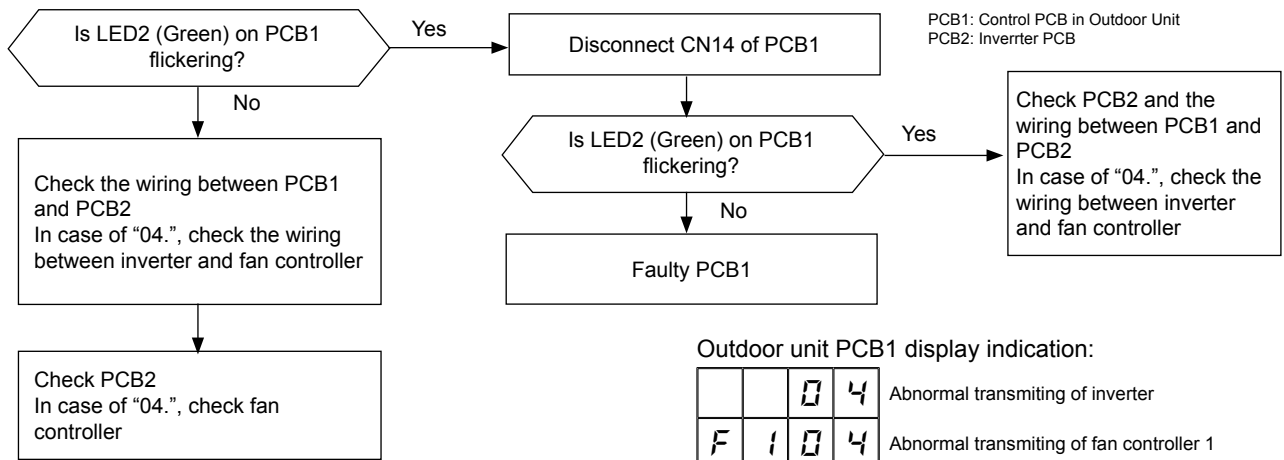 Is LED2 (Green) on PCB1
flickering?
Yes
Disconnect CN14 of PCB1
PCB1: Control PCB in Outdoor Unit
PCB2: Inverrter PCB
No
Is LED2 (Green) on PCB1
flickering?
Yes
Check PCB2 and the
wiring between PCB1 and
PCB2
In case of “04.”, check the
wiring between inverter
and fan controller
Check the wiring between PCB1
and PCB2
In case of “04.”, check the wiring
between inverter and fan controller
No
Faulty PCB1
Check PCB2
In case of “04.”, check fan
controller
Outdoor unit PCB1 display indication:
04 Abnormal transmiting of inverter
F104 Abnormal transmiting of fan controller 1